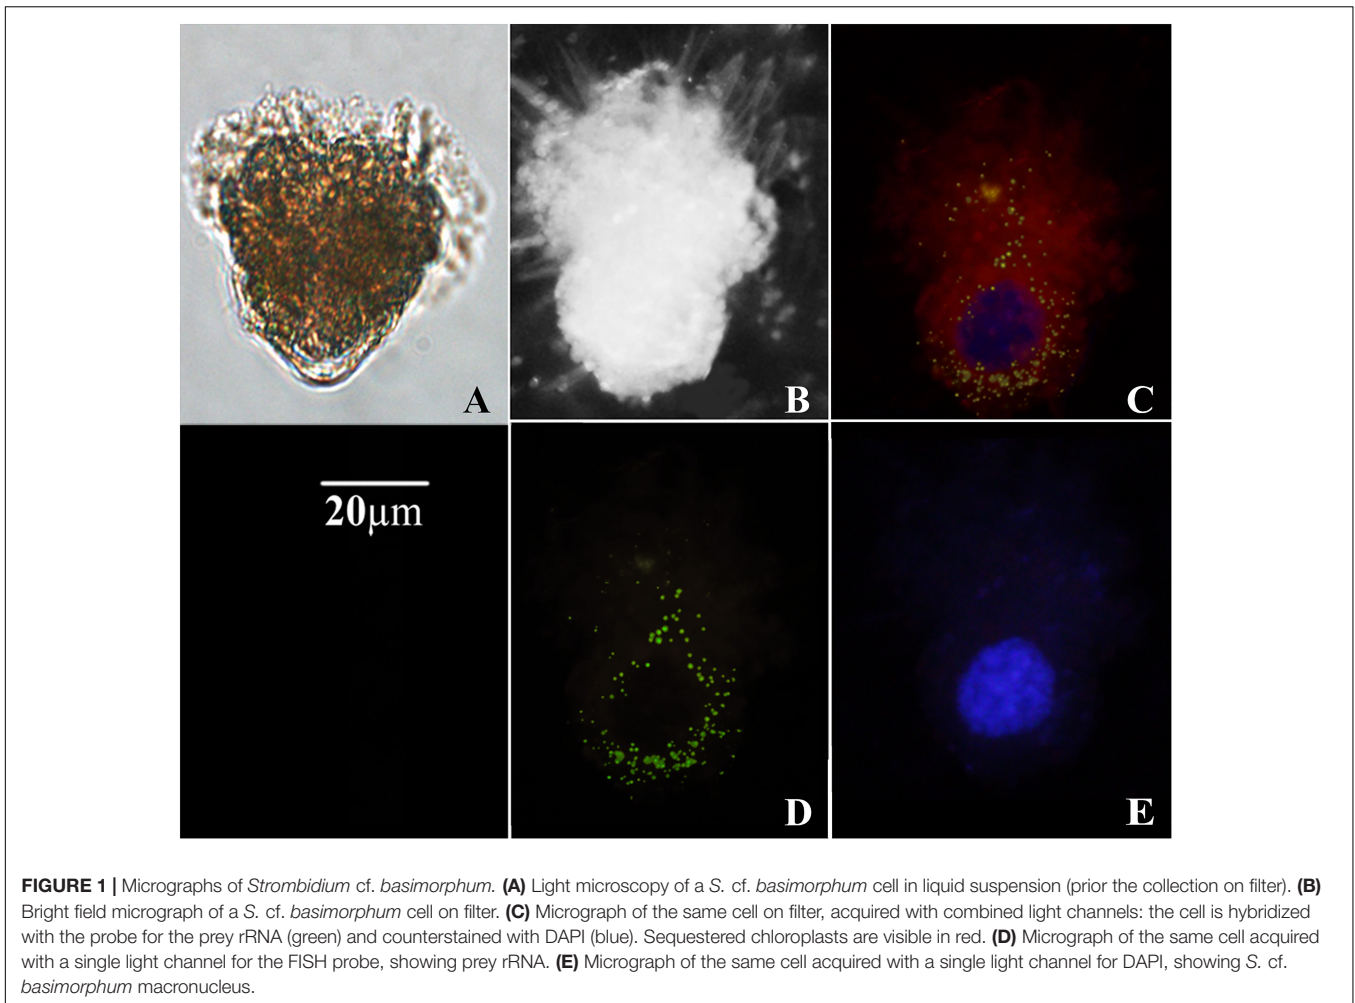 A
B
C
20μm
D
E
FIGURE 1 | Micrographs of Strombidium cf. basimorphum. (A) Light microscopy of a S. cf. basimorphum cell in liquid suspension (prior the collection on filter). (B)
Bright field micrograph of a S. cf. basimorphum cell on filter. (C) Micrograph of the same cell on filter, acquired with combined light channels: the cell is hybridized
with the probe for the prey rRNA (green) and counterstained with DAPI (blue). Sequestered chloroplasts are visible in red. (D) Micrograph of the same cell acquired
with a single light channel for the FISH probe, showing prey rRNA. (E) Micrograph of the same cell acquired with a single light channel for DAPI, showing S. cf.
basimorphum macronucleus.